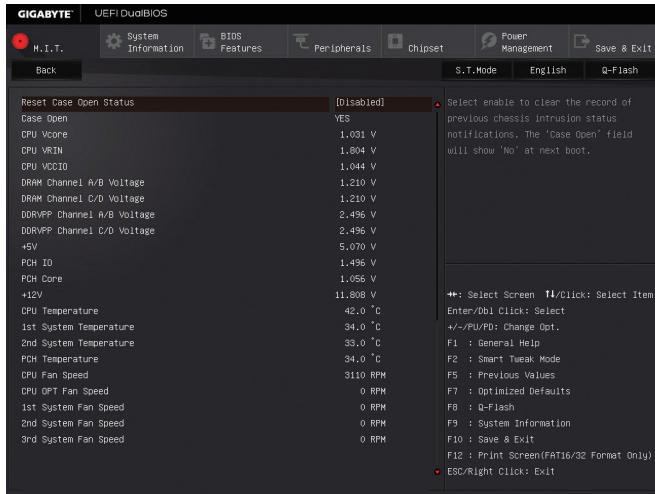 GIGABYTE™ UEFI DualBIOS
M.I.T. System Information BIOS Features Peripherals Chipset Power Management Save & Exit
Back S.T.Mode English Q-Flash
Reset Case Open Status [Disabled]
Case Open YES
CPU Vcore 1.031 V
CPU VRIN 1.804 V
CPU VCCIO 1.044 V
DRAM Channel A/B Voltage 1.210 V
DRAM Channel C/D Voltage 1.210 V
DDRVPP Channel A/B Voltage 2.496 V
DDRVPP Channel C/D Voltage 2.496 V
+5V 5.070 V
PCH IO 1.496 V
PCH Core 1.056 V
+12V 11.808 V
CPU Temperature 42.0 °C
1st System Temperature 34.0 °C
2nd System Temperature 33.0 °C
PCH Temperature 34.0 °C
CPU Fan Speed 3110 RPM
CPU OPT Fan Speed 0 RPM
1st System Fan Speed 0 RPM
2nd System Fan Speed 0 RPM
3rd System Fan Speed 0 RPM
Select enable to clear the record of
previous chassis intrusion status
notifications. The 'Case Open' field
will show 'No' at next boot.
→←: Select Screen ↑↓/Click: Select Item
Enter/Dbl Click: Select
+/-/PU/PD: Change Opt.
F1 : General Help
F2 : Smart Tweak Mode
F5 : Previous Values
F7 : Optimized Defaults
F8 : Q-Flash
F9 : System Information
F10 : Save & Exit
F12 : Print Screen(FAT16/32 Format Only)
ESC/Right Click: Exit